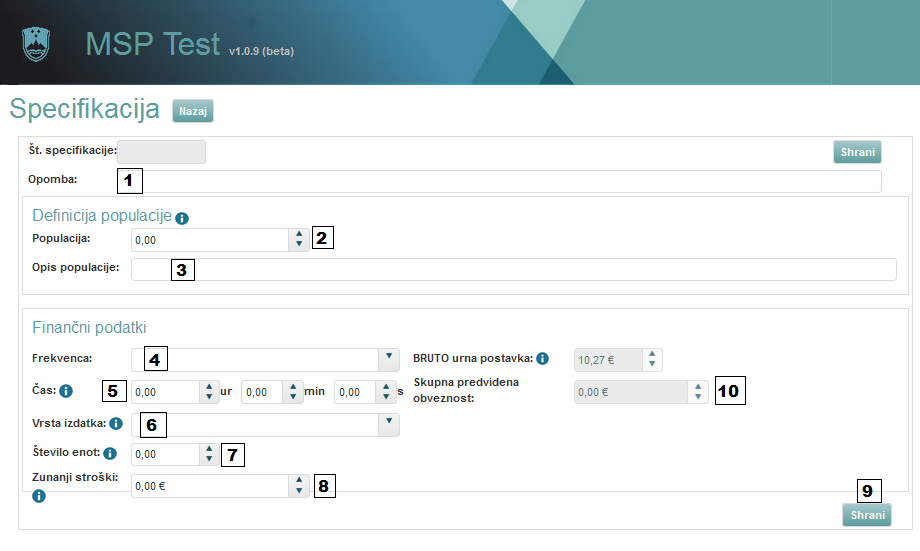 MSP Test v1.0.9 (beta)
Specifikacija Nazaj
Št. specifikacije: Shrani
Opomba: 1
Definicija populacije i
Populacija: 0,00 2
Opis populacije: 3
Finančni podatki
Frekvenca: 4 BRUTO urna postavka: i 10,27 €
Čas: i 5 0,00 ur 0,00 min 0,00 s Skupna predvidena obveznost: 0,00 € 10
Vrsta izdatka: i 6
Število enot: i 0,00 7
Zunanji stroški: i 0,00 € 8
9
Shrani